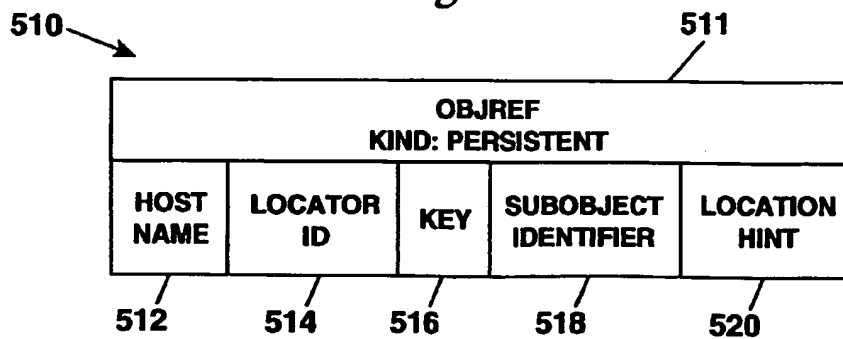 510
511
OBJREF
KIND: PERSISTENT
HOST NAME
LOCATOR ID
KEY
SUBOBJECT IDENTIFIER
LOCATION HINT
512
514
516
518
520